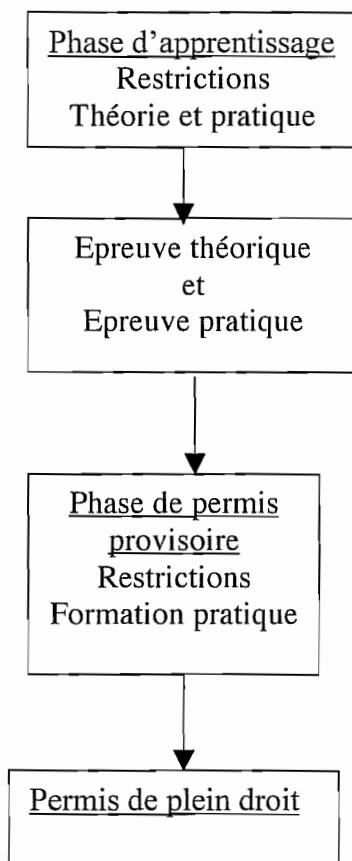 Phase d'apprentissage
Restrictions
Théorie et pratique
Epreuve théorique
et
Epreuve pratique
Phase de permis
provisoire
Restrictions
Formation pratique
Permis de plein droit